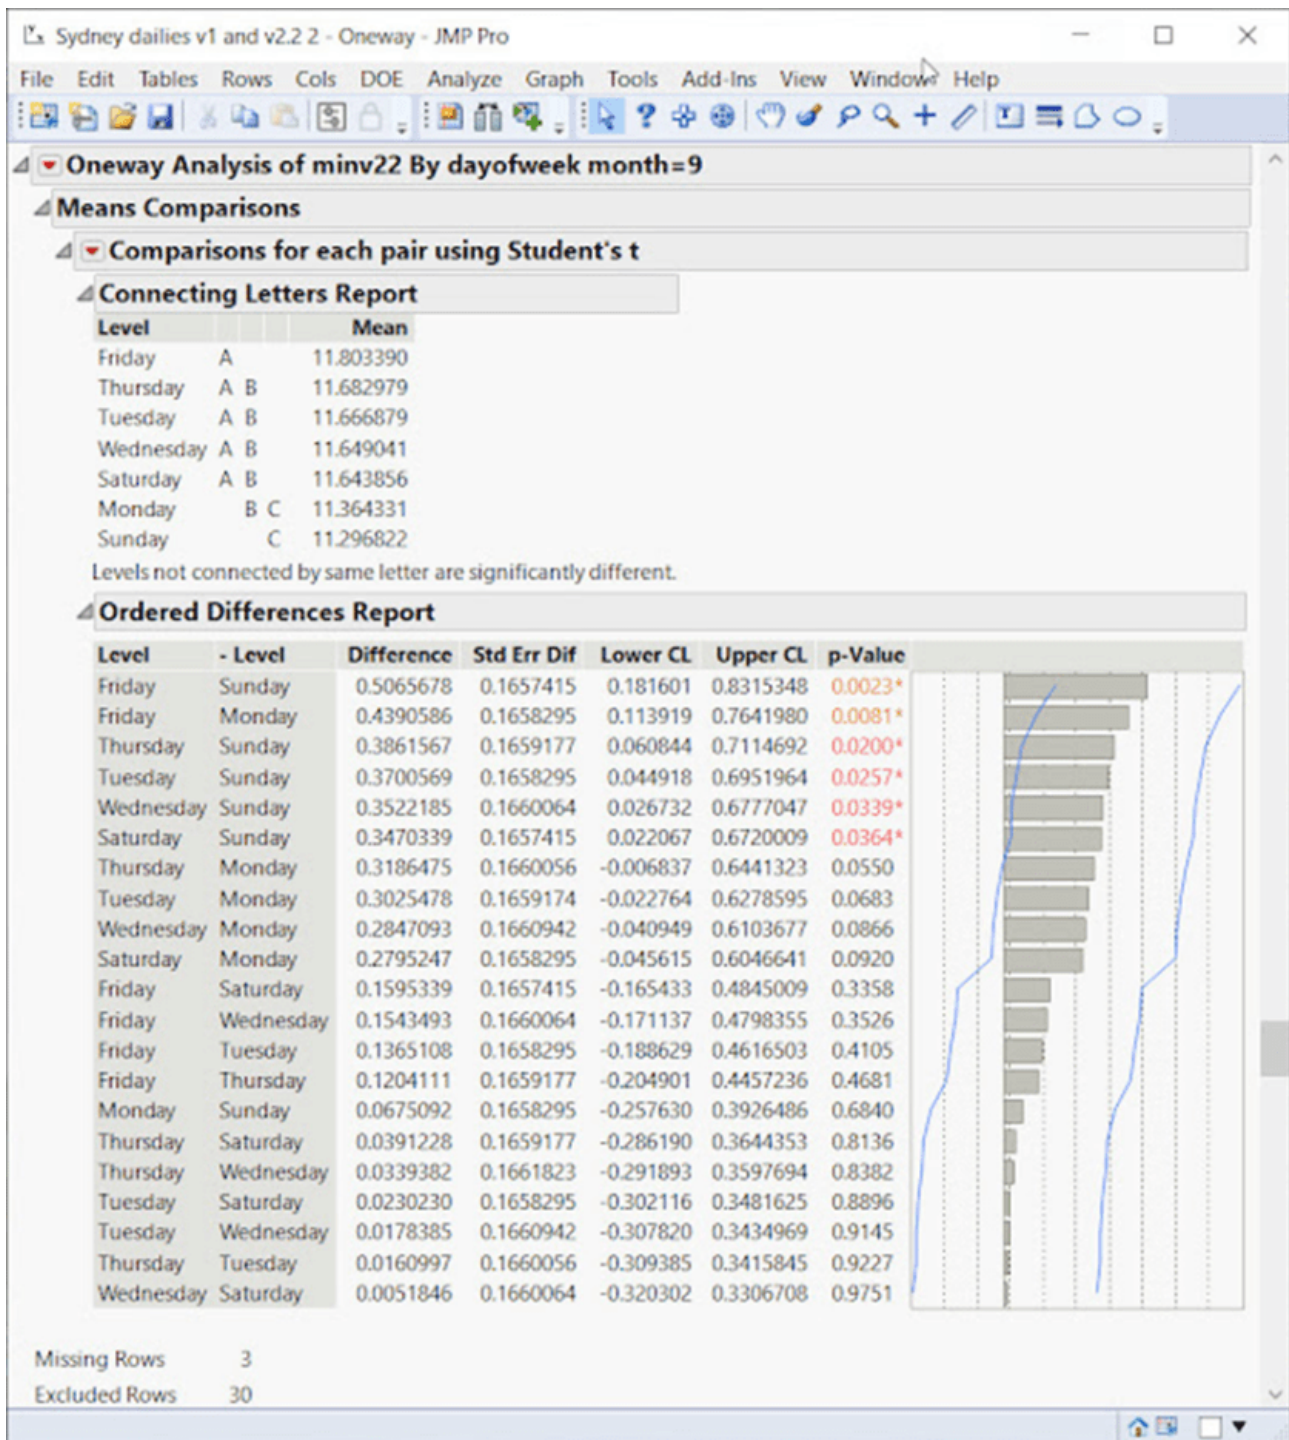 Sydney dailies v1 and v2.2 2 - Oneway - JMP Pro
File Edit Tables Rows Cols DOE Analyze Graph Tools Add-Ins View Window Help
Oneway Analysis of minv22 By dayofweek month=9
Means Comparisons
Comparisons for each pair using Student's t
Connecting Letters Report
Level Mean
Friday A 11.803390
Thursday A B 11.682979
Tuesday A B 11.666879
Wednesday A B 11.649041
Saturday A B 11.643856
Monday B C 11.364331
Sunday C 11.296822
Levels not connected by same letter are significantly different.
Ordered Differences Report
Level - Level Difference Std Err Dif Lower CL Upper CL p-Value
Friday Sunday 0.5065678 0.1657415 0.181601 0.8315348 0.0023*
Friday Monday 0.4390586 0.1658295 0.113919 0.7641980 0.0081*
Thursday Sunday 0.3861567 0.1659177 0.060844 0.7114692 0.0200*
Tuesday Sunday 0.3700569 0.1658295 0.044918 0.6951964 0.0257*
Wednesday Sunday 0.3522185 0.1660064 0.026732 0.6777047 0.0339*
Saturday Sunday 0.3470339 0.1657415 0.022067 0.6720009 0.0364*
Thursday Monday 0.3186475 0.1660056 -0.006837 0.6441323 0.0550
Tuesday Monday 0.3025478 0.1659174 -0.022764 0.6278595 0.0683
Wednesday Monday 0.2847093 0.1660942 -0.040949 0.6103677 0.0866
Saturday Monday 0.2795247 0.1658295 -0.045615 0.6046641 0.0920
Friday Saturday 0.1595339 0.1657415 -0.165433 0.4845009 0.3358
Friday Wednesday 0.1543493 0.1660064 -0.171137 0.4798355 0.3526
Friday Tuesday 0.1365108 0.1658295 -0.188629 0.4616503 0.4105
Friday Thursday 0.1204111 0.1659177 -0.204901 0.4457236 0.4681
Monday Sunday 0.0675092 0.1658295 -0.257630 0.3926486 0.6840
Thursday Saturday 0.0391228 0.1659177 -0.286190 0.3644353 0.8136
Thursday Wednesday 0.0339382 0.1661823 -0.291893 0.3597694 0.8382
Tuesday Saturday 0.0230230 0.1658295 -0.302116 0.3481625 0.8896
Tuesday Wednesday 0.0178385 0.1660942 -0.307820 0.3434969 0.9145
Thursday Tuesday 0.0160997 0.1660056 -0.309385 0.3415845 0.9227
Wednesday Saturday 0.0051846 0.1660064 -0.320302 0.3306708 0.9751
Missing Rows 3
Excluded Rows 30